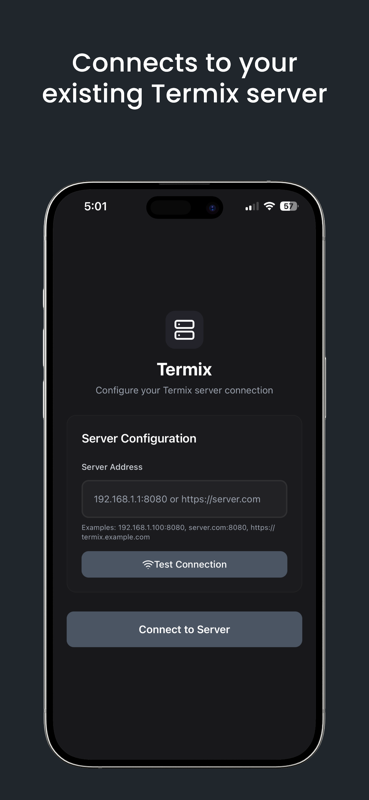 Connects to your
existing Termix server
5:01
57
Termix
Configure your Termix server connection
Server Configuration
Server Address
192.168.1.1:8080 or https://server.com
Examples: 192.168.1.100:8080, server.com:8080, https://
termix.example.com
Test Connection
Connect to Server